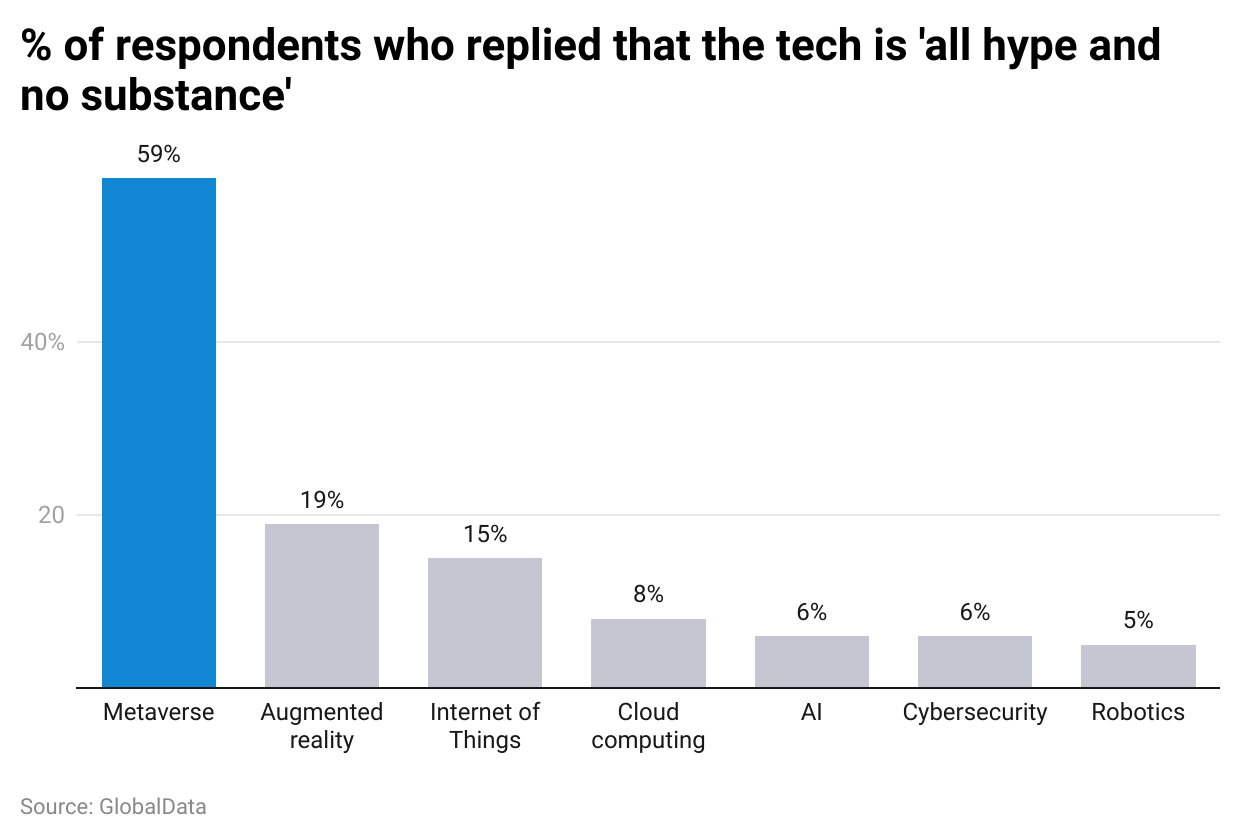 % of respondents who replied that the tech is 'all hype and
no substance'
59%
40%
19%
20
15%
8%
6%
6%
5%
Metaverse
Augmented
reality
Internet of
Things
Cloud
computing
AI
Cybersecurity
Robotics
Source: GlobalData